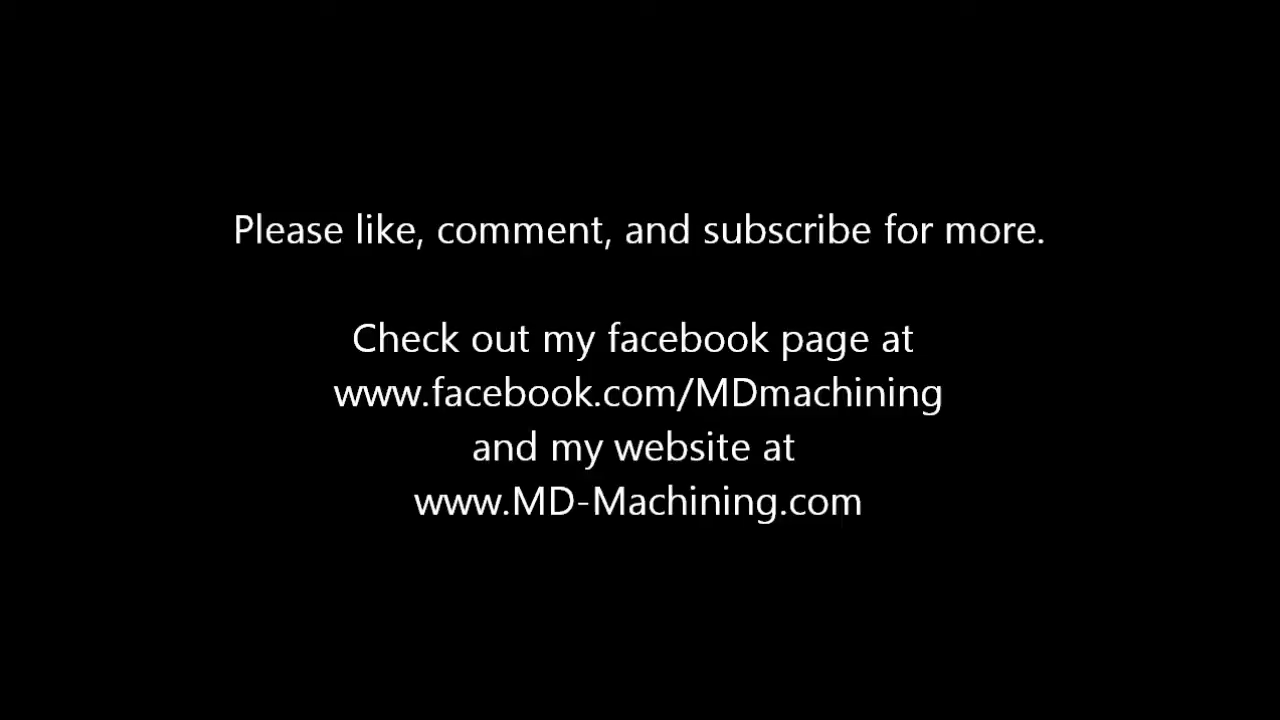 Please like, comment, and subscribe for more.
Check out my facebook page at
www.facebook.com/MDmachining
and my website at
www.MD-Machining.com